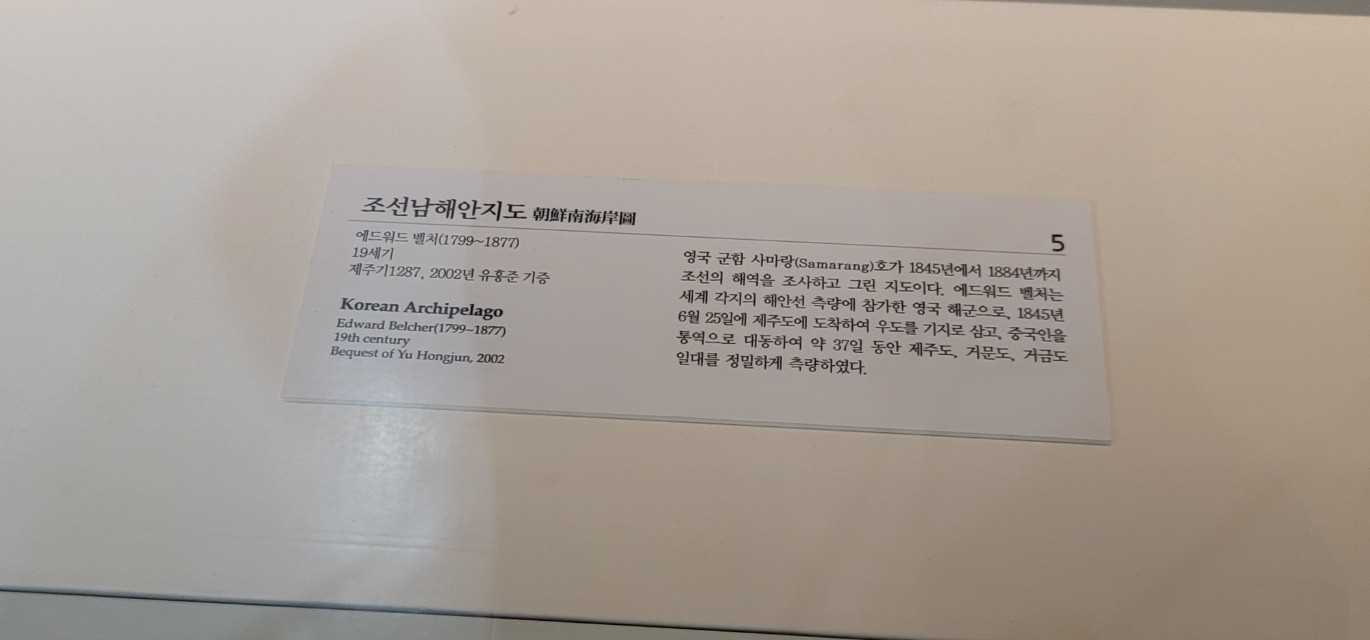 조선남해안지도 朝鮮南海岸圖
5
에드워드 벨처(1799~1877)
19세기
제주기1287, 2002년 유홍준 기증
Korean Archipelago
Edward Belcher(1799~1877)
19th century
Bequest of Yu Hongjun, 2002
영국 군함 사마랑(Samarang)호가 1845년에서 1884년까지
조선의 해역을 조사하고 그린 지도이다. 에드워드 벨처는
세계 각지의 해안선 측량에 참가한 영국 해군으로, 1845년
6월 25일에 제주도에 도착하여 우도를 기지로 삼고, 중국인을
통역으로 대동하여 약 37일 동안 제주도, 거문도, 거금도
일대를 정밀하게 측량하였다.